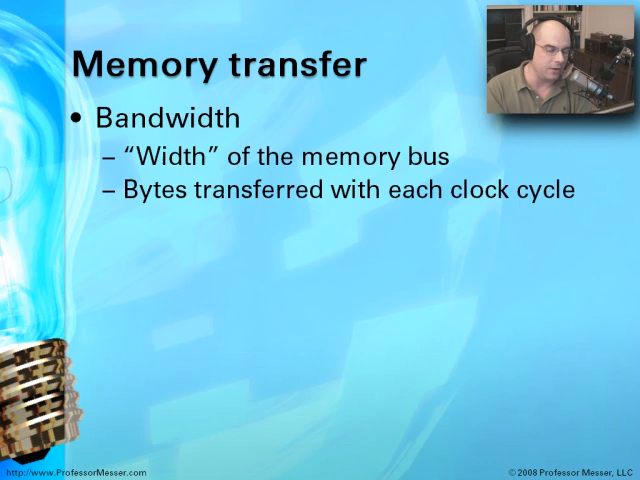 Memory transfer
• Bandwidth
– “Width” of the memory bus
– Bytes transferred with each clock cycle
http://www.ProfessorMesser.com
© 2008 Professor Messer, LLC